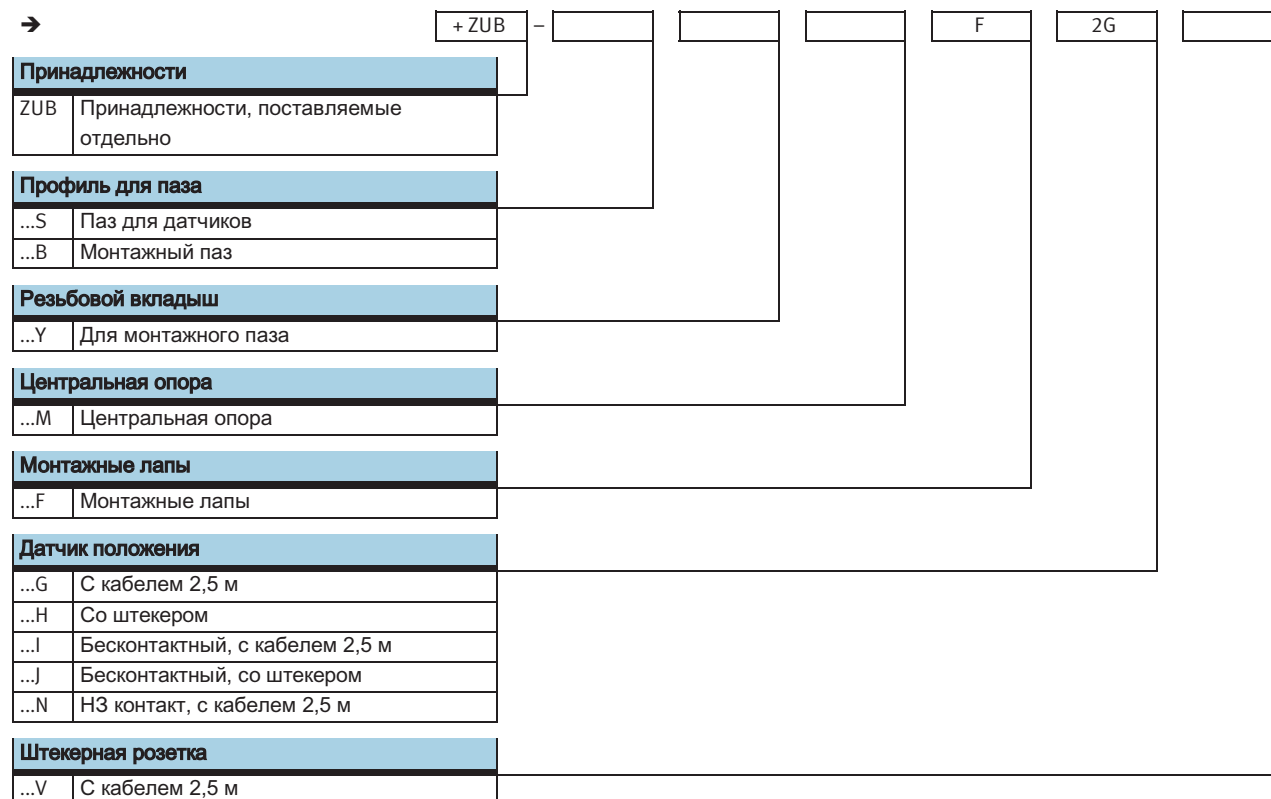 ➔ + ZUB – F 2G
Принадлежности
ZUB Принадлежности, поставляемые
отдельно
Профиль для паза
...S Паз для датчиков
...B Монтажный паз
Резьбовой вкладыш
...Y Для монтажного паза
Центральная опора
...M Центральная опора
Монтажные лапы
...F Монтажные лапы
Датчик положения
...G С кабелем 2,5 м
...H Со штекером
...I Бесконтактный, с кабелем 2,5 м
...J Бесконтактный, со штекером
...N НЗ контакт, с кабелем 2,5 м
Штекерная розетка
...V С кабелем 2,5 м